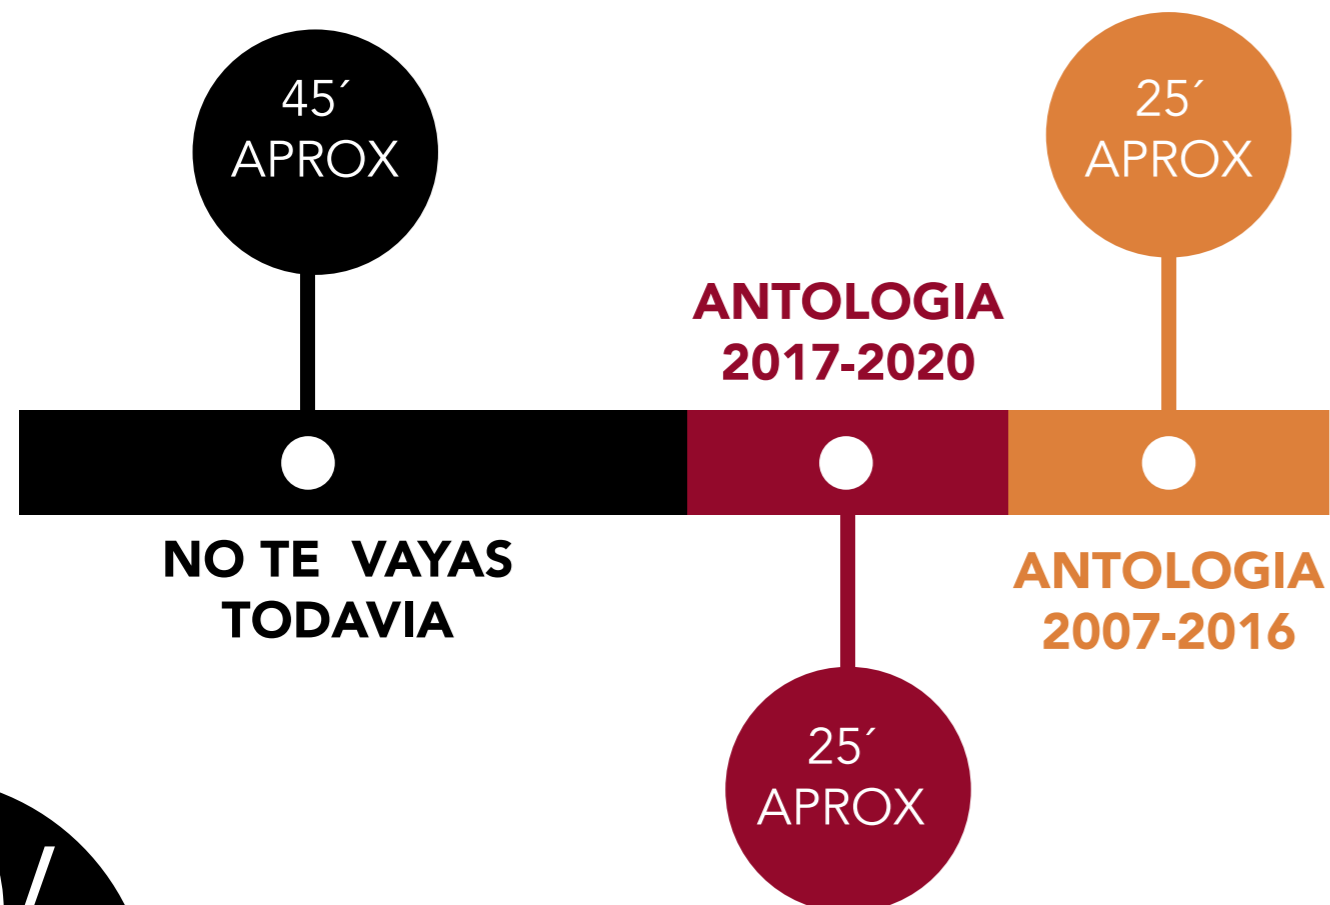 45´
APROX
25´
APROX
ANTOLOGIA
2017-2020
NO TE  VAYAS
TODAVIA
ANTOLOGIA
2007-2016
25´
APROX